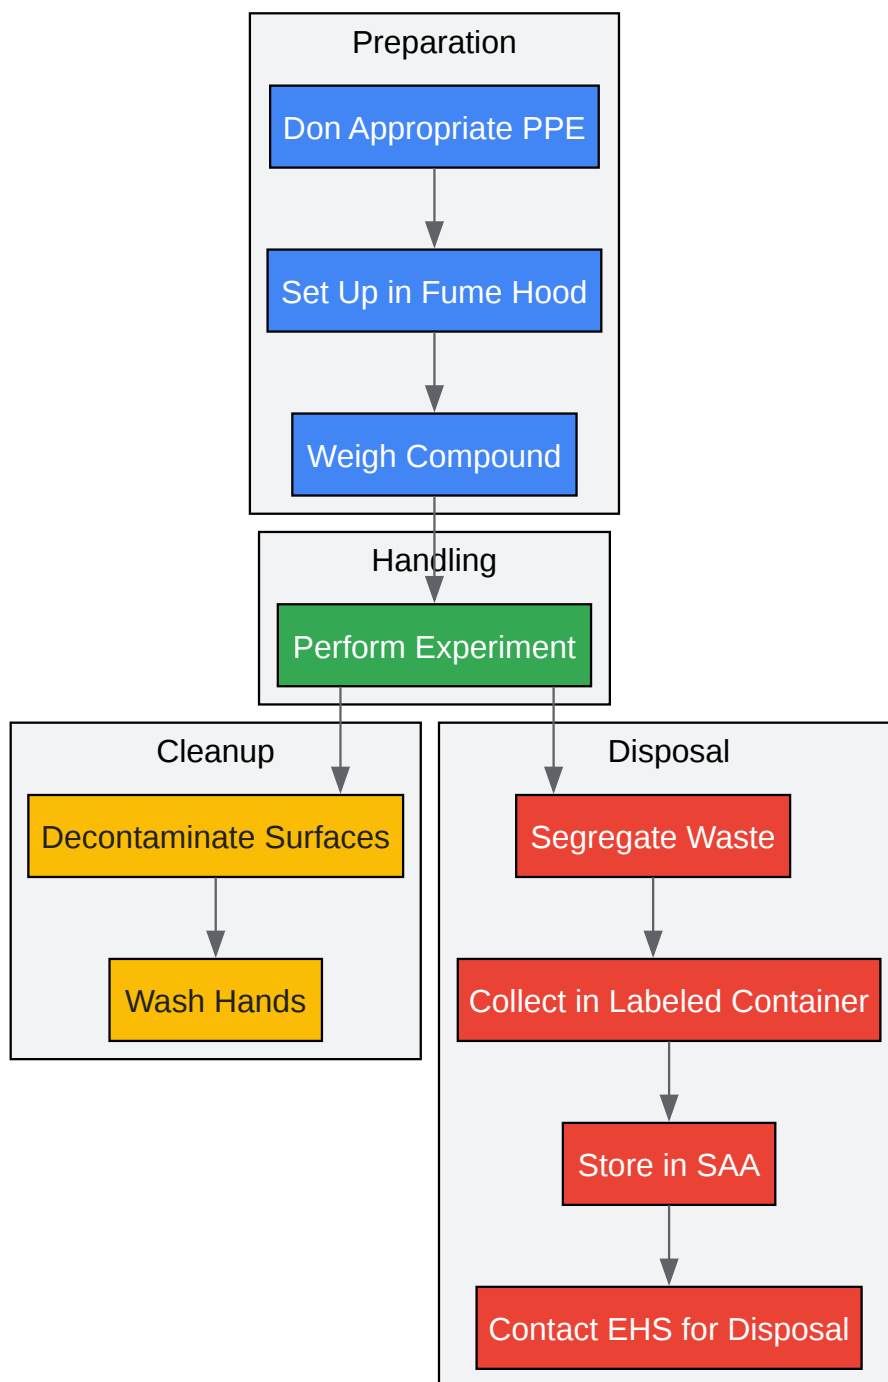 Preparation
Don Appropriate PPE
Set Up in Fume Hood
Weigh Compound
Handling
Perform Experiment
Cleanup
Decontaminate Surfaces
Wash Hands
Disposal
Segregate Waste
Collect in Labeled Container
Store in SAA
Contact EHS for Disposal